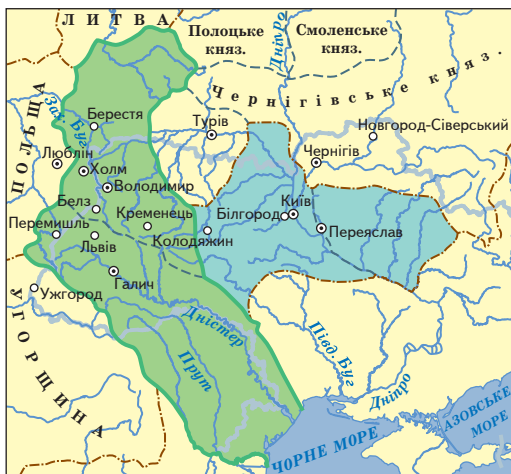 ЛИТВА
Полоцьке
княз.
Дніпро
Смоленське
княз.
Чернігівське княз.
ПОЛЬЩА
Зах. Буг
Берестя
Турів
Новгород-Сіверський
Люблін
Холм
Чернігів
Володимир
Белз
Кременець
Білгород
Київ
Перемишль
Львів
Колодяжин
Переяслав
Галич
Ужгород
УГОРЩИНА
Дністер
Прут
Півд. Буг
Дніпро
ЧОРНЕ МОРЕ
АЗОВСЬКЕ
МОРЕ